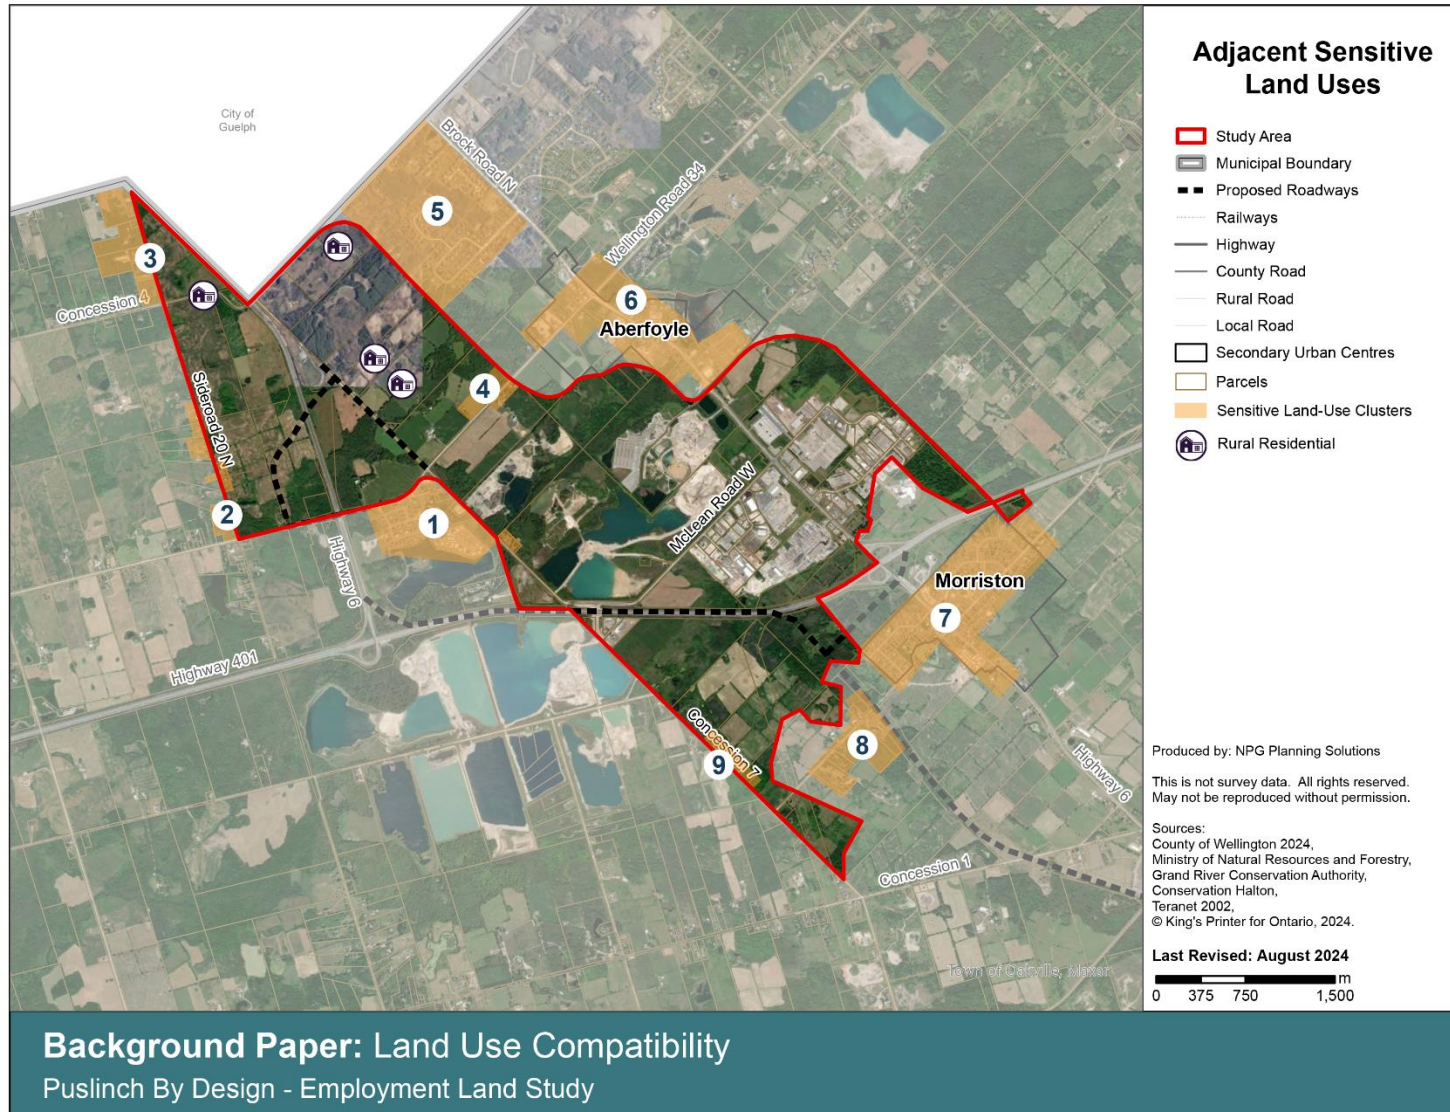 City of
Guelph
Brock Road N
Wellington Road 34
5
3
Concession 4
6
Aberfoyle
4
Sideroad 20 N
2
1
McLean Road W
Highway 6
Morriston
7
Highway 401
Concession 7
8
9
Highway 6
Concession 1
Town of Oakville, Maxar
Adjacent Sensitive
Land Uses
Study Area
Municipal Boundary
Proposed Roadways
Railways
Highway
County Road
Rural Road
Local Road
Secondary Urban Centres
Parcels
Sensitive Land-Use Clusters
Rural Residential
Produced by: NPG Planning Solutions
This is not survey data. All rights reserved.
May not be reproduced without permission.
Sources:
County of Wellington 2024,
Ministry of Natural Resources and Forestry,
Grand River Conservation Authority,
Conservation Halton,
Teranet 2002,
© King's Printer for Ontario, 2024.
Last Revised: August 2024
m
0 375 750 1,500
Background Paper: Land Use Compatibility
Puslinch By Design - Employment Land Study